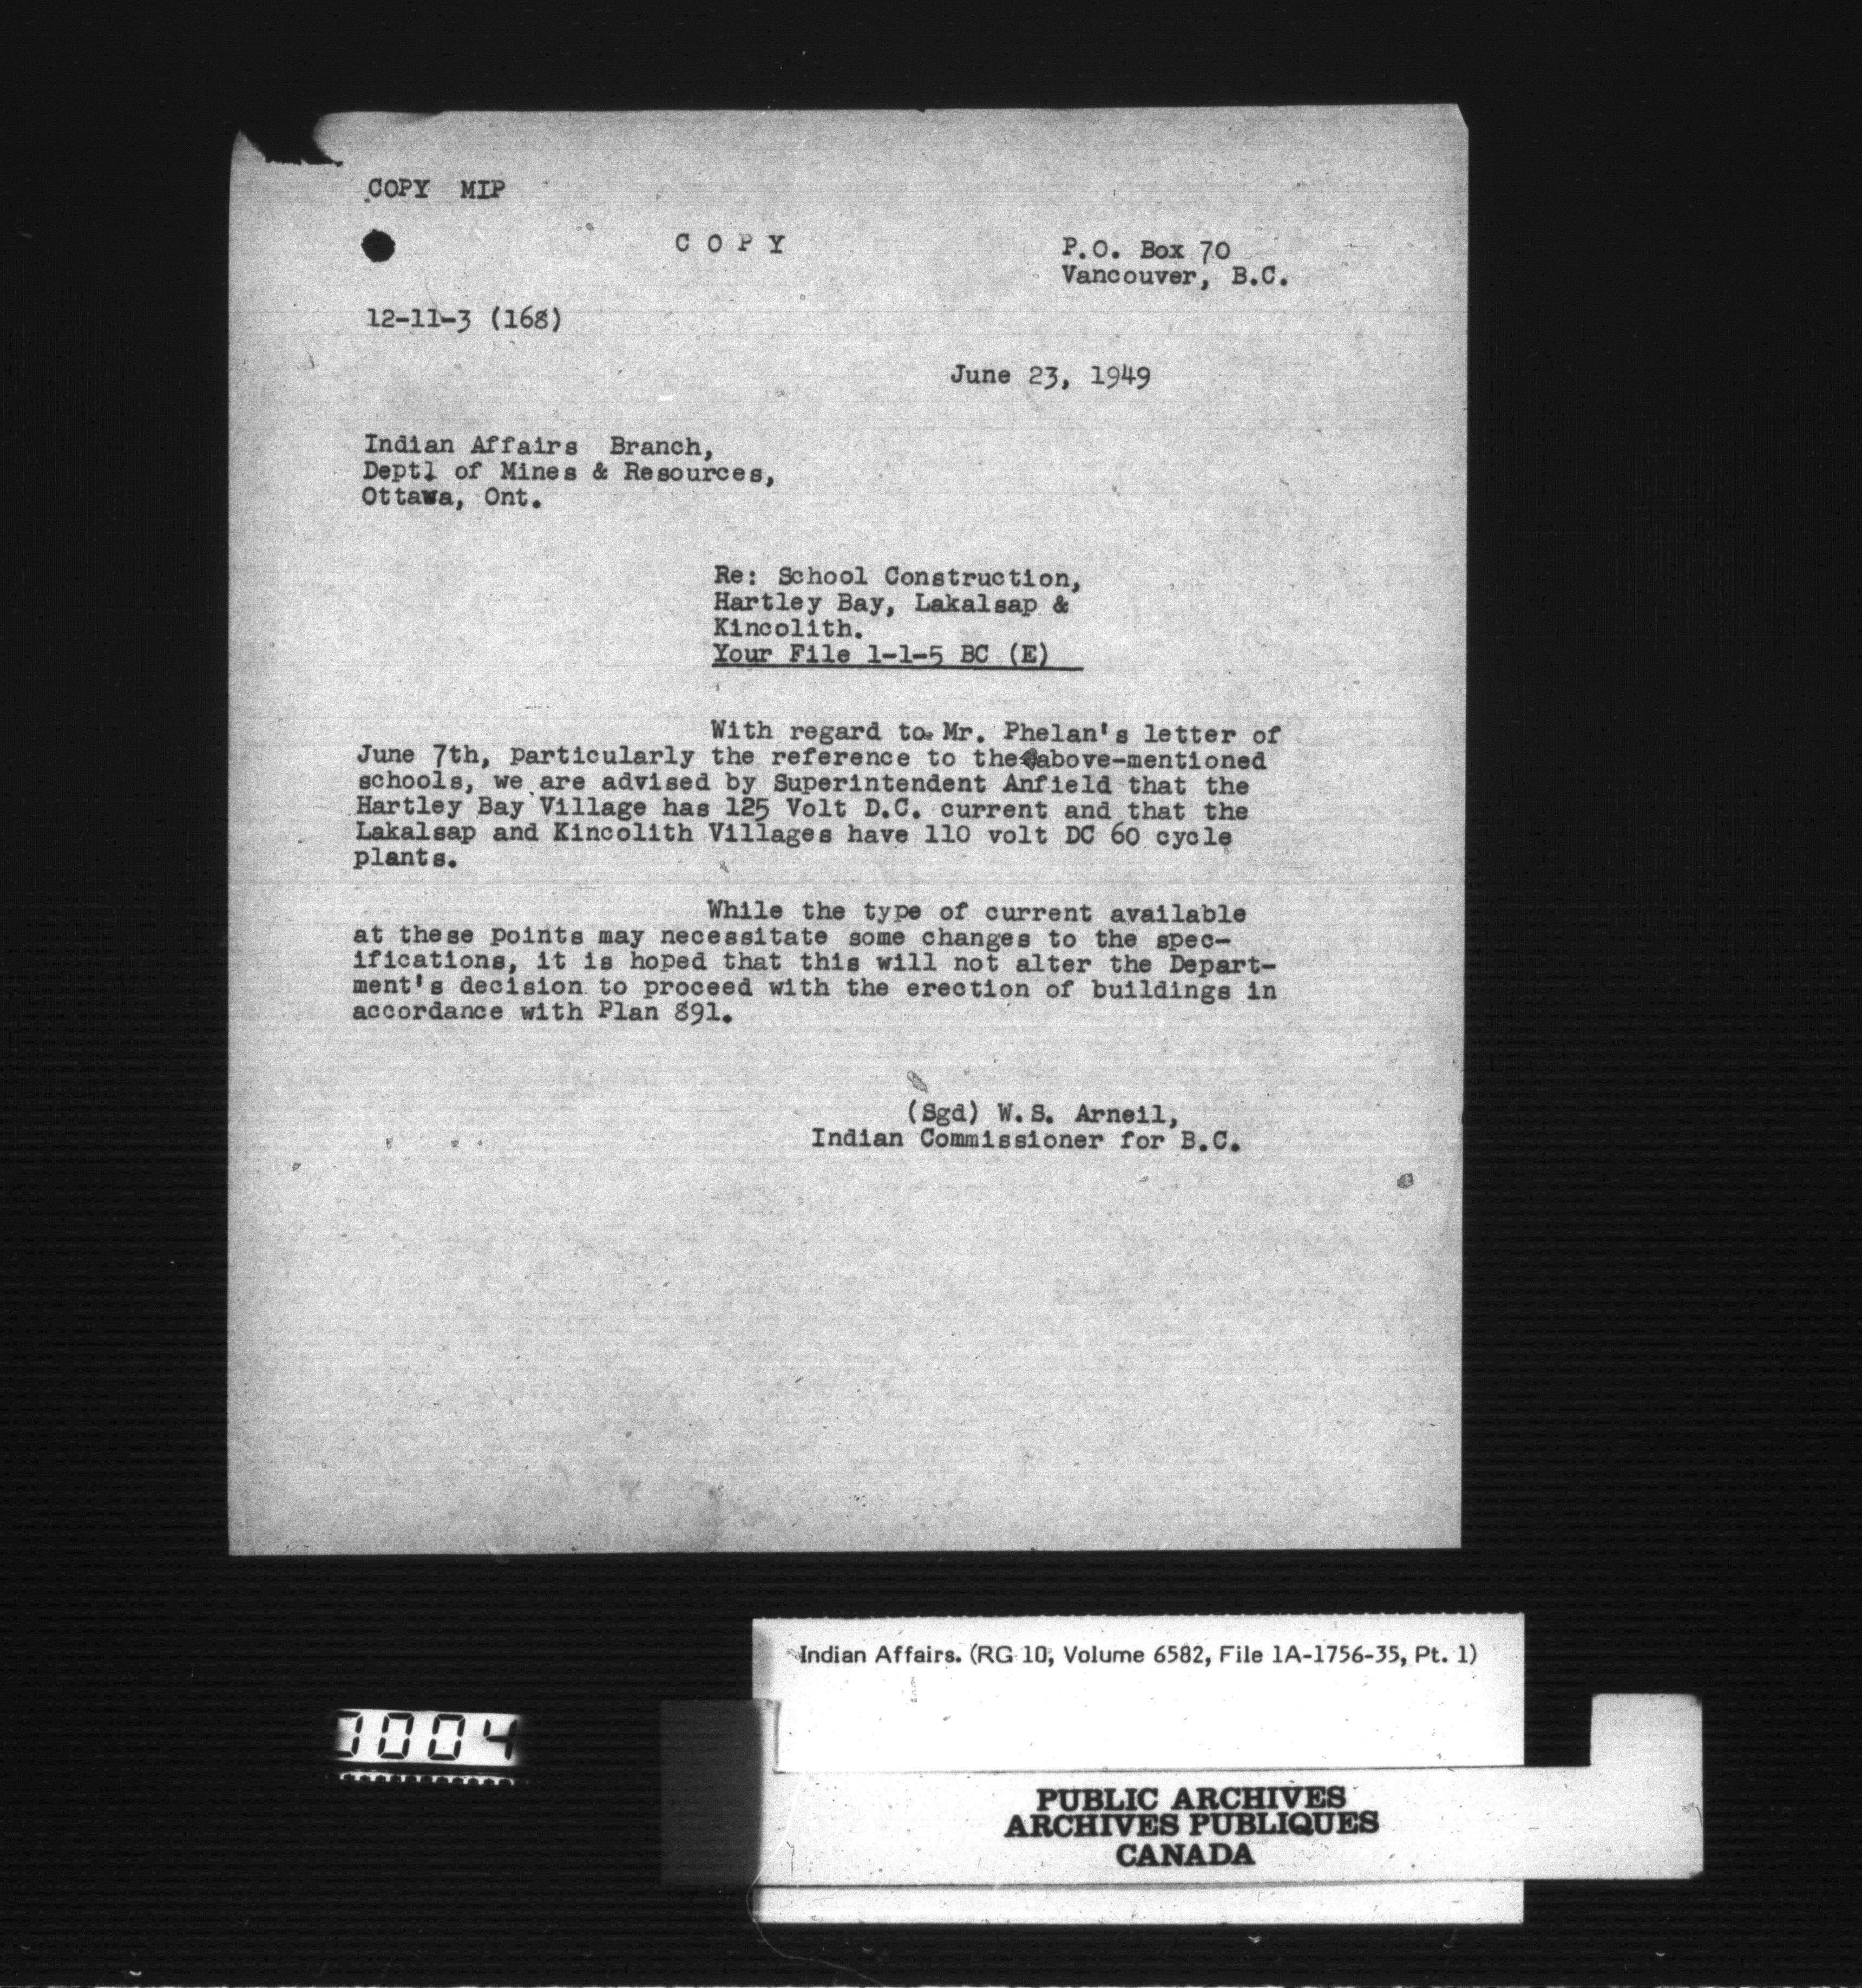 COPY MIP
C O P Y
P.O. Box 70
Vancouver, B.C.
12-11-3 (168)
June 23, 1949
Indian Affairs Branch,
Deptl of Mines & Resources,
Ottawa, Ont.
Re: School Construction,
Hartley Bay, Lakalsap &
Kincolith.
Your File 1-1-5 BC (E)
With regard to Mr. Phelan's letter of
June 7th, particularly the reference to the above-mentioned
schools, we are advised by Superintendent Anfield that the
Hartley Bay Village has 125 Volt D.C. current and that the
Lakalsap and Kincolith Villages have 110 volt DC 60 cycle
plants.
While the type of current available
at these points may necessitate some changes to the spec-
ifications, it is hoped that this will not alter the Depart-
ment's decision to proceed with the erection of buildings in
accordance with Plan 891.
(Sgd) W.S. Arneil,
Indian Commissioner for B.C.
Indian Affairs. (RG 10, Volume 6582, File 1A-1756-35, Pt. 1)
0004
PUBLIC ARCHIVES
ARCHIVES PUBLIQUES
CANADA